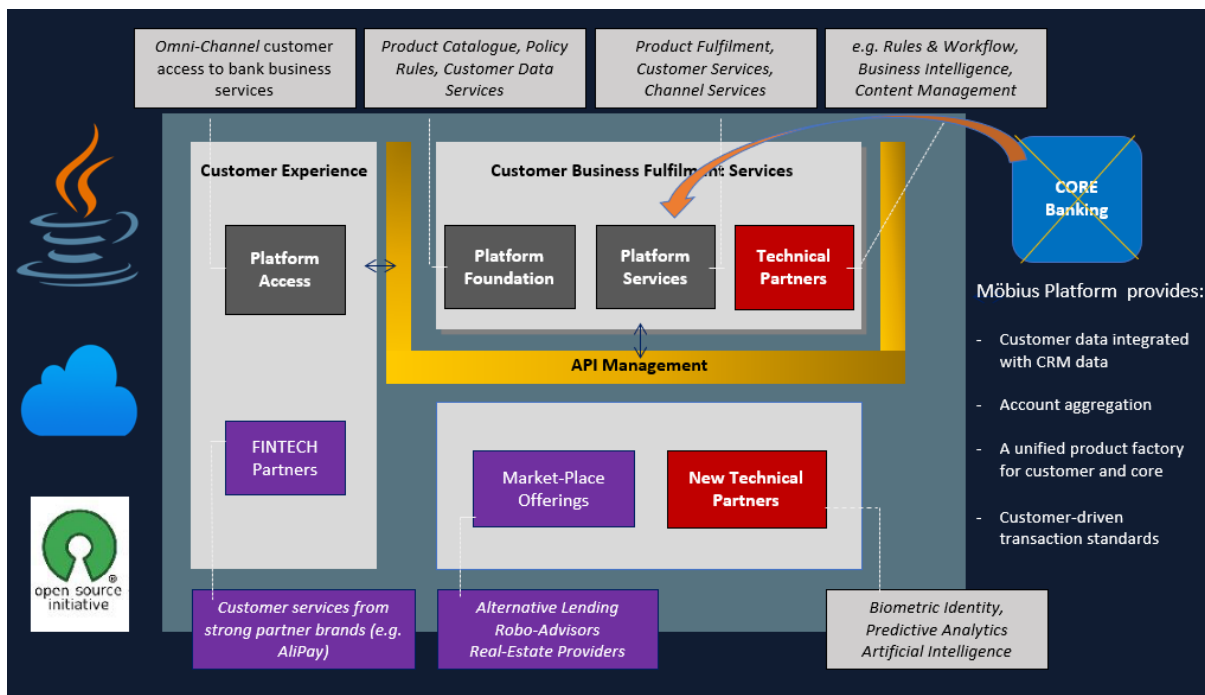 Omni-Channel customer
access to bank business
services
Product Catalogue, Policy
Rules, Customer Data
Services
Product Fulfilment,
Customer Services,
Channel Services
e.g. Rules & Workflow,
Business Intelligence,
Content Management
Customer Experience
Customer Business Fulfilment Services
CORE
Banking
Platform
Access
Platform
Foundation
Platform
Services
Technical
Partners
API Management
Möbius Platform provides:
- Customer data integrated
with CRM data
- Account aggregation
- A unified product factory
for customer and core
- Customer-driven
transaction standards
FINTECH
Partners
Market-Place
Offerings
New Technical
Partners
open source
initiative
®
Customer services from
strong partner brands (e.g.
AliPay)
Alternative Lending
Robo-Advisors
Real-Estate Providers
Biometric Identity,
Predictive Analytics
Artificial Intelligence